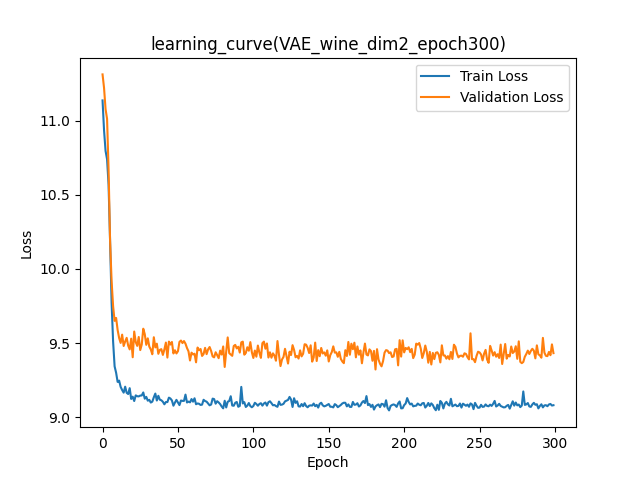 learning_curve(VAE_wine_dim2_epoch300)
Train Loss
Validation Loss
11.0
10.5
10.0
9.5
9.0
Loss
0
50
100
150
200
250
300
Epoch